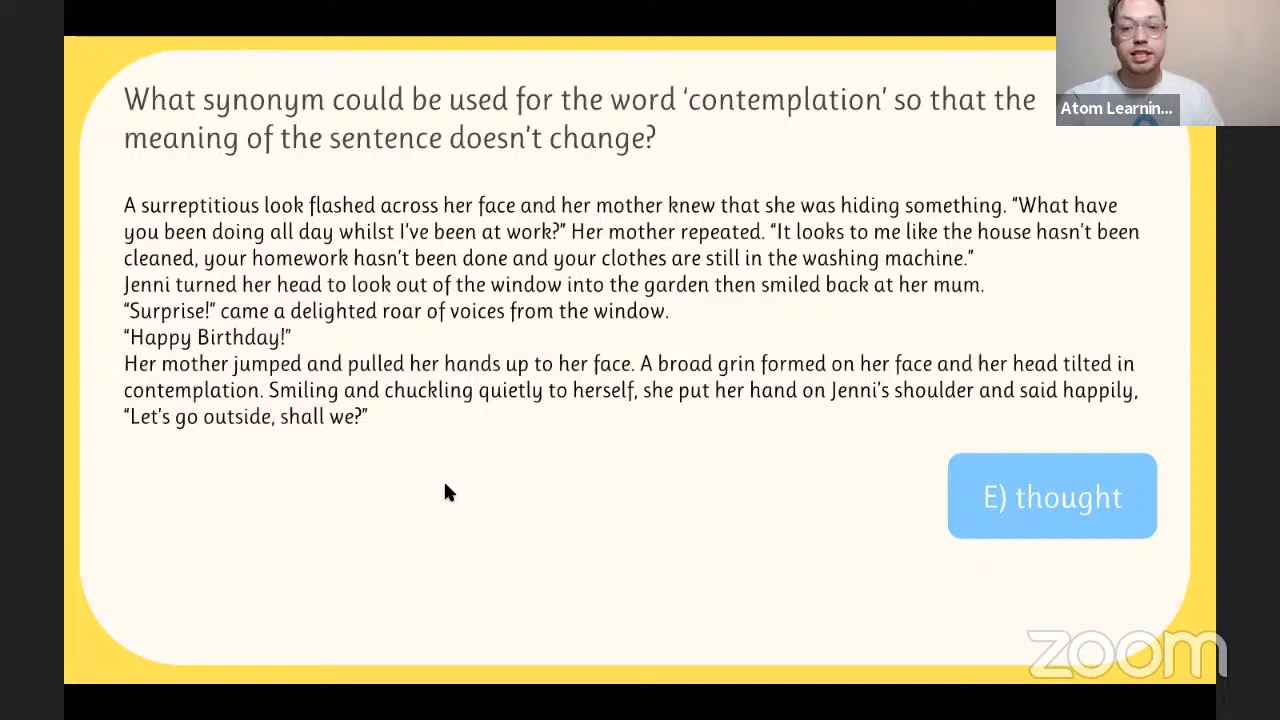 What synonym could be used for the word ‘contemplation’ so that the
meaning of the sentence doesn’t change?
A surreptitious look flashed across her face and her mother knew that she was hiding something. “What have
you been doing all day whilst I’ve been at work?” Her mother repeated. “It looks to me like the house hasn’t been
cleaned, your homework hasn’t been done and your clothes are still in the washing machine.”
Jenni turned her head to look out of the window into the garden then smiled back at her mum.
“Surprise!” came a delighted roar of voices from the window.
“Happy Birthday!”
Her mother jumped and pulled her hands up to her face. A broad grin formed on her face and her head tilted in
contemplation. Smiling and chuckling quietly to herself, she put her hand on Jenni’s shoulder and said happily,
“Let’s go outside, shall we?”
E) thought
Atom Learnin...
zoom